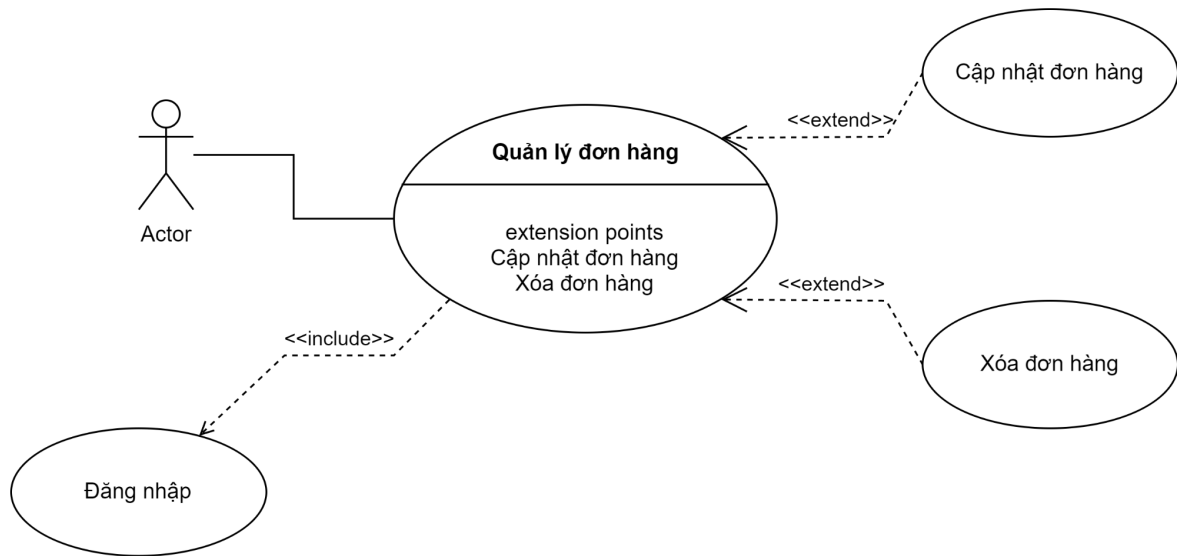 Cập nhật đơn hàng
<<extend>>
Quản lý đơn hàng
Actor
extension points
Cập nhật đơn hàng
Xóa đơn hàng
<<extend>>
<<include>>
Xóa đơn hàng
Đăng nhập